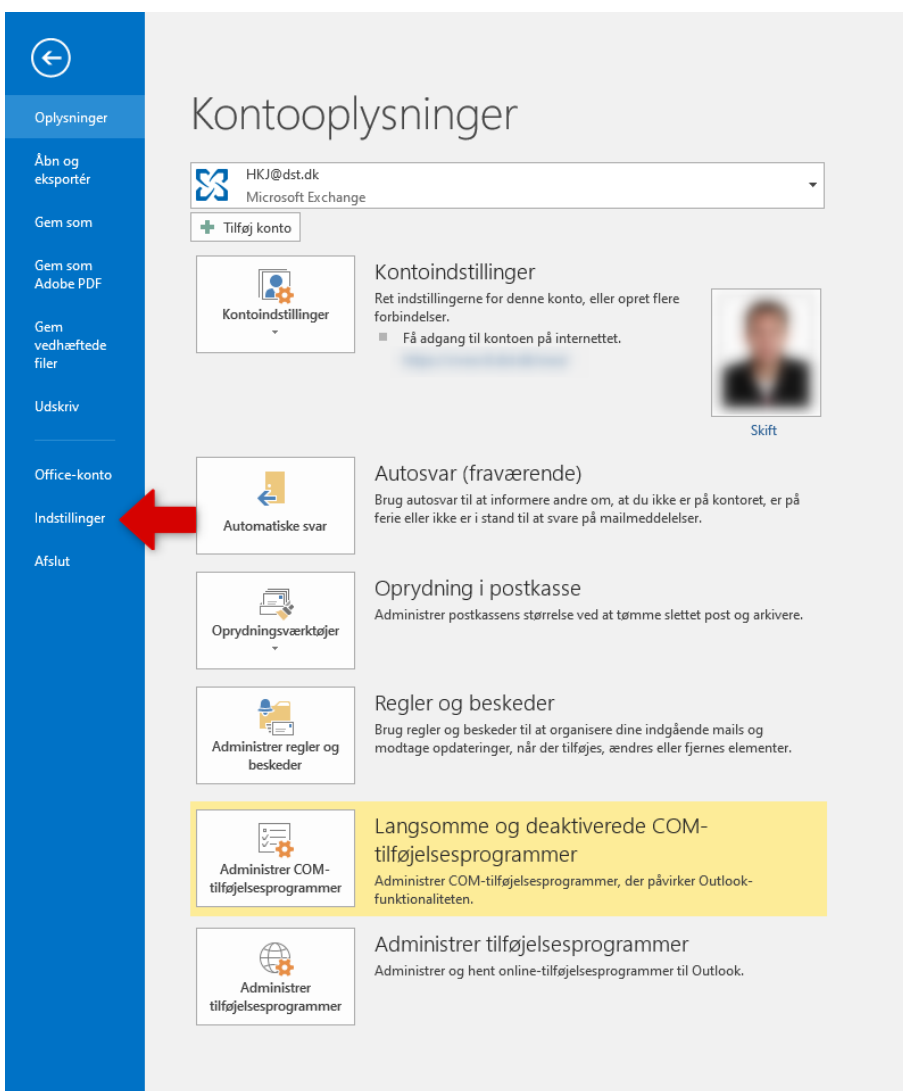 Oplysninger
Åbn og
eksportér
Gem som
Gem som
Adobe PDF
Gem
vedhæftede
filer
Udskriv
Office-konto
Indstillinger
Afslut
Kontooplysninger
HKJ@dst.dk
Microsoft Exchange
Tilføj konto
Kontoindstillinger
Kontoindstillinger
Ret indstillingerne for denne konto, eller opret flere
forbindelser.
Få adgang til kontoen på internettet.
Skift
Automatiske svar
Autosvar (fraværende)
Brug autosvar til at informere andre om, at du ikke er på kontoret, er på
ferie eller ikke er i stand til at svare på mailmeddelelser.
Oprydningsværktøjer
Oprydning i postkasse
Administrer postkassens størrelse ved at tømme slettet post og arkivere.
Administrer regler og
beskeder
Regler og beskeder
Brug regler og beskeder til at organisere dine indgående mails og
modtage opdateringer, når der tilføjes, ændres eller fjernes elementer.
Administrer COM-
tilføjelsesprogrammer
Langsomme og deaktiverede COM-
tilføjelsesprogrammer
Administrer COM-tilføjelsesprogrammer, der påvirker Outlook-
funktionaliteten.
Administrer
tilføjelsesprogrammer
Administrer tilføjelsesprogrammer
Administrer og hent online-tilføjelsesprogrammer til Outlook.